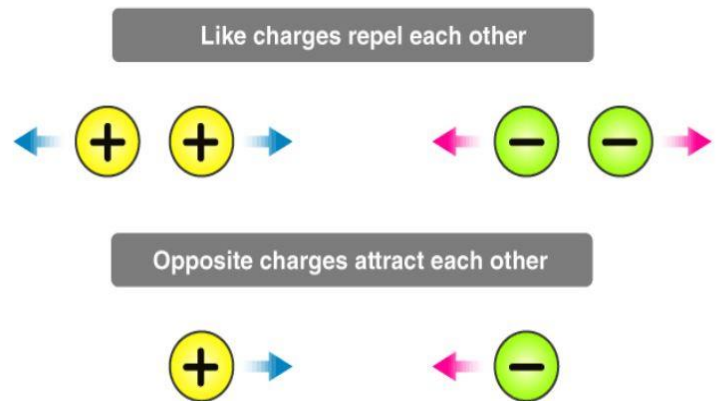 Like charges repel each other
+ + − −
Opposite charges attract each other
+ −